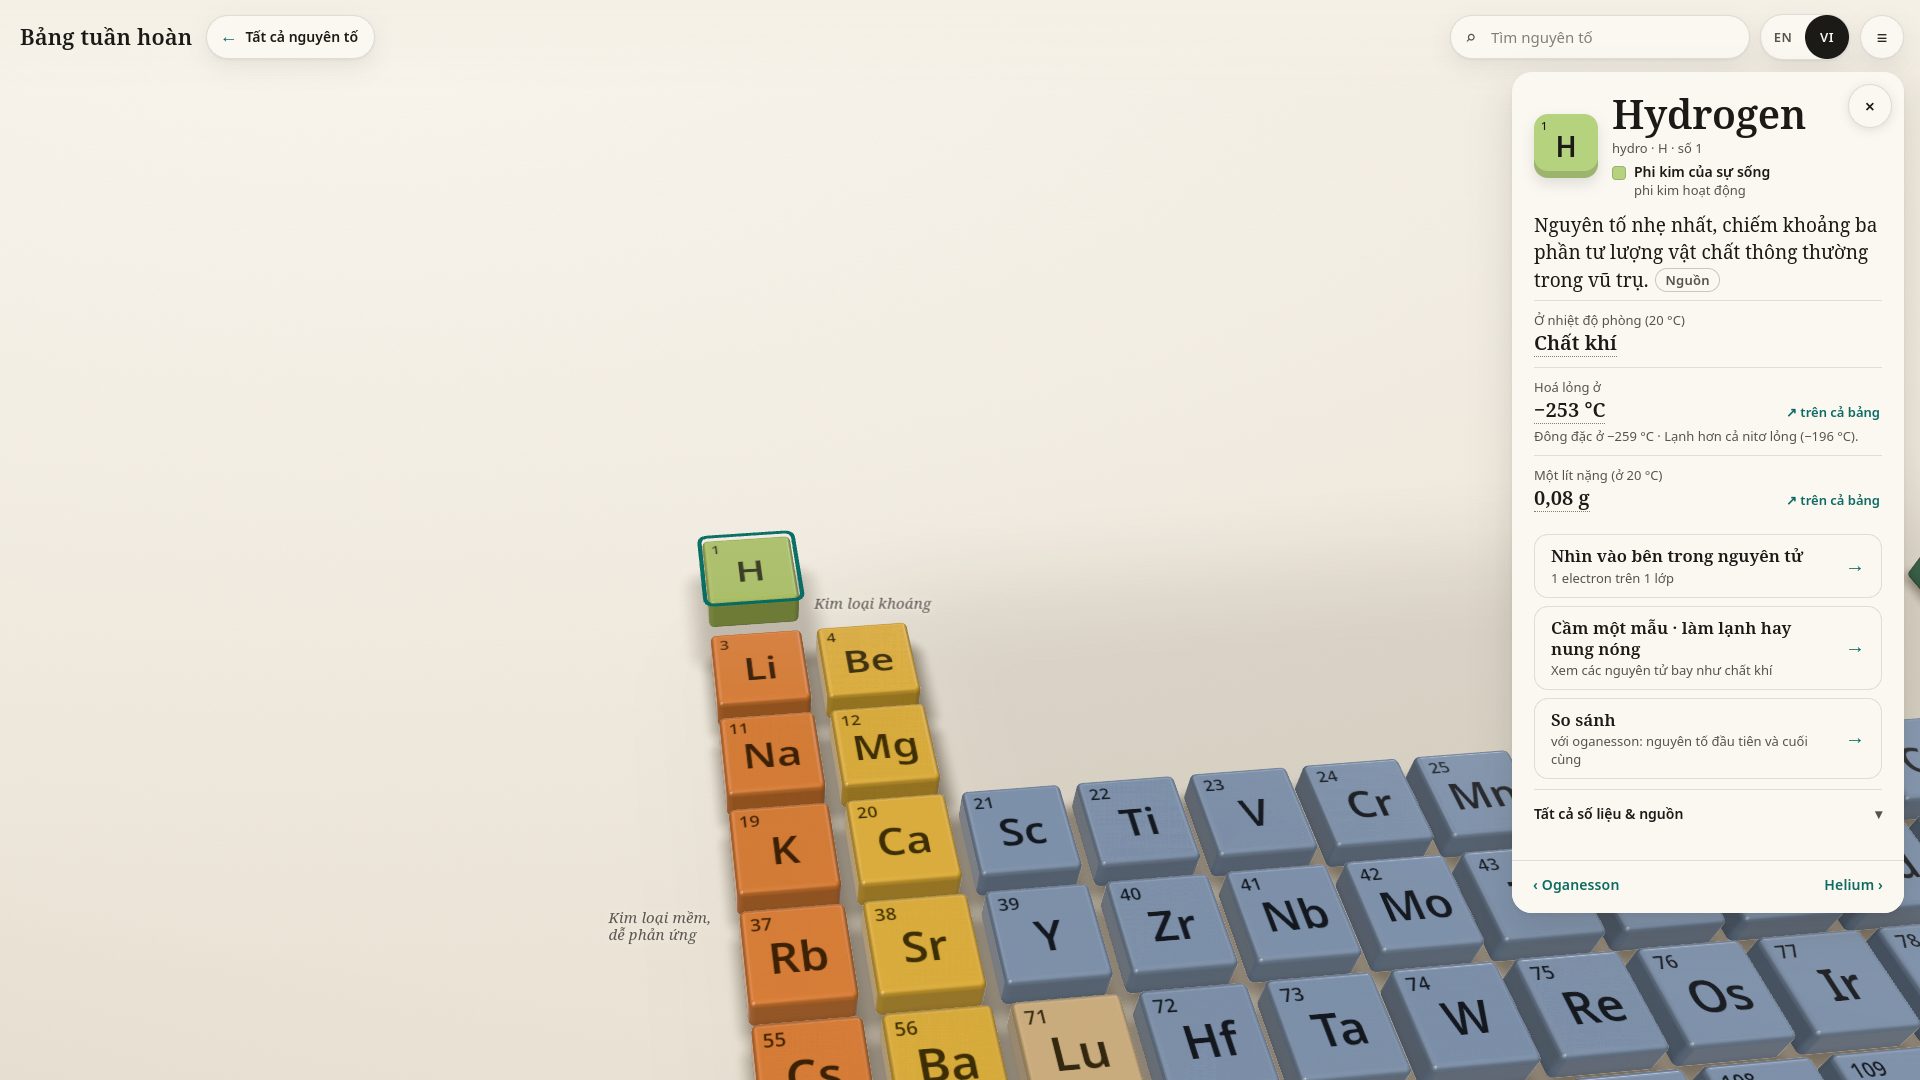 Bảng tuần hoàn
← Tất cả nguyên tố
Tìm nguyên tố
EN
VI
≡
×
1
H
Hydrogen
hydro · H · số 1
Phi kim của sự sống
phi kim hoạt động
Nguyên tố nhẹ nhất, chiếm khoảng ba
phần tư lượng vật chất thông thường
trong vũ trụ. Nguồn
Ở nhiệt độ phòng (20 °C)
Chất khí
Hoá lỏng ở
−253 °C
↗ trên cả bảng
Đông đặc ở −259 °C · Lạnh hơn cả nitơ lỏng (−196 °C).
Một lít nặng (ở 20 °C)
0,08 g
↗ trên cả bảng
Nhìn vào bên trong nguyên tử
1 electron trên 1 lớp
→
Cầm một mẫu · làm lạnh hay
nung nóng
Xem các nguyên tử bay như chất khí
→
So sánh
với oganesson: nguyên tố đầu tiên và cuối
cùng
→
Tất cả số liệu & nguồn
▾
‹ Oganesson
Helium ›
1
H
Kim loại khoáng
3
Li
4
Be
11
Na
12
Mg
19
K
20
Ca
21
Sc
22
Ti
23
V
24
Cr
25
Mn
Kim loại mềm,
dễ phản ứng
37
Rb
38
Sr
39
Y
40
Zr
41
Nb
42
Mo
43
55
Cs
56
Ba
71
Lu
72
Hf
73
Ta
74
W
75
Re
76
Os
77
Ir
78
109